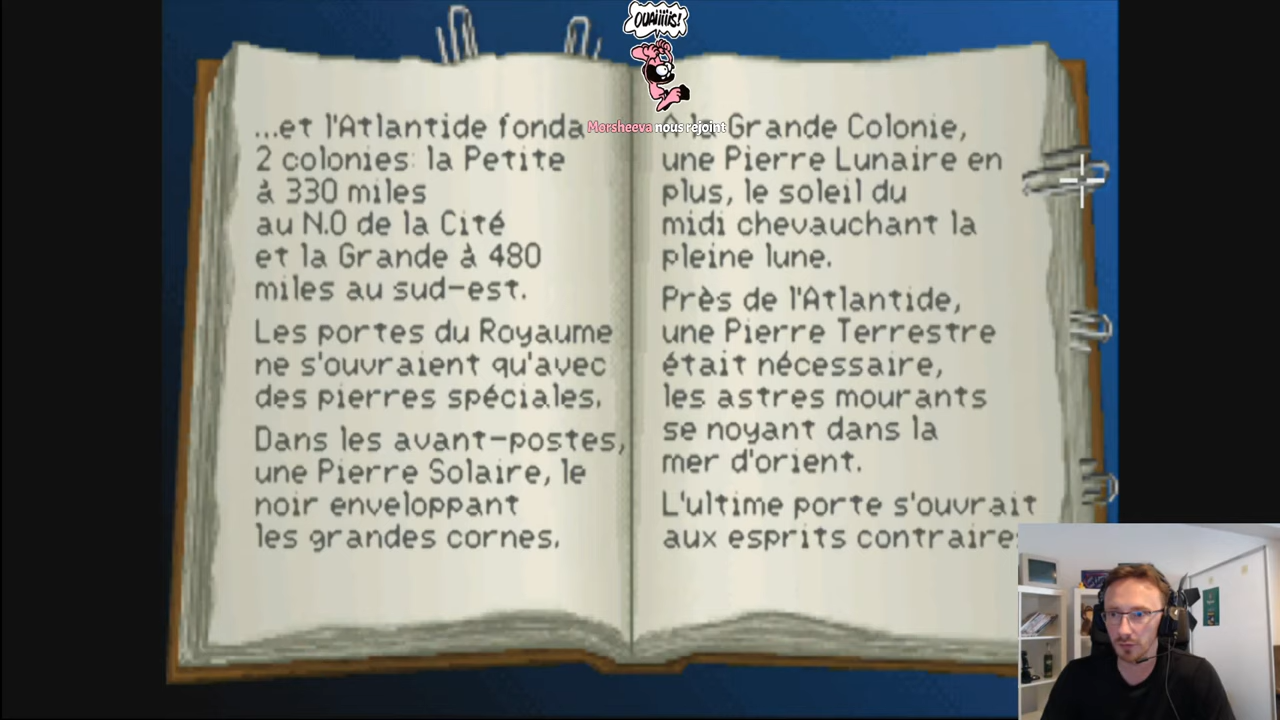 OUAIIIIS!
Morsheeva nous rejoint
...et l'Atlantide fonda
2 colonies: la Petite
à 330 miles
au N.O de la Cité
et la Grande à 480
miles au sud-est.
Les portes du Royaume
ne s'ouvraient qu'avec
des pierres spéciales.
Dans les avant-postes,
une Pierre Solaire, le
noir enveloppant
les grandes cornes.
A la Grande Colonie,
une Pierre Lunaire en
plus, le soleil du
midi chevauchant la
pleine lune.
Près de l'Atlantide,
une Pierre Terrestre
était nécessaire,
les astres mourants
se noyant dans la
mer d'orient.
L'ultime porte s'ouvrait
aux esprits contraire